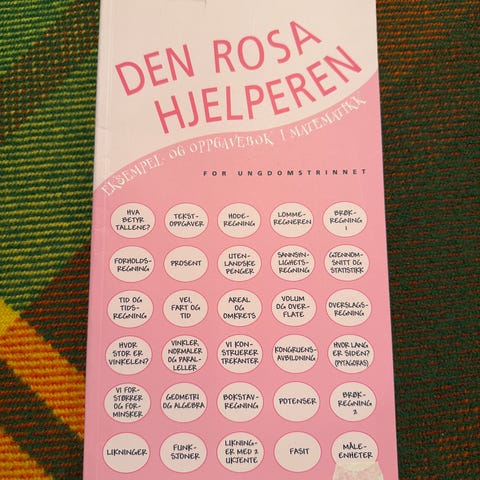 DEN ROSA
HJELPEREN
EKSEMPEL- OG OPPGAVEBOK I MATEMATIKK
FOR UNGDOMSTRINNET
HVA
BETYR
TALLENE?
TEKST-
OPPGAVER
HODE-
REGNING
LOMME-
REGNEREN
BRØK-
REGNING
1
FORHOLDS-
REGNING
PROSENT
UTEN-
LANDSKE
PENGER
SANNSYN-
LIGHETS-
REGNING
GJENNOM-
SNITT OG
STATISTIKK
TID OG
TIDS-
REGNING
VEI,
FART OG
TID
AREAL
OG
OMKRETS
VOLUM
OG OVER-
FLATE
OVERSLAGS-
REGNING
HVOR
STOR ER
VINKELEN?
VINKLER,
NORMALER
OG PARAL-
LELLER
VI KON-
STRUERER
TREKANTER
KONGRUENS-
AVBILDNING
HVOR LANG
ER SIDEN?
(PYTAGORAS)
VI FOR-
STØRRER
OG FOR-
MINSKER
GEOMETRI
OG ALGEBRA
BOKSTAV-
REGNING
POTENSER
BRØK-
REGNING
2
LIKNINGER
FUNK-
SJONER
LIKNING-
ER MED 2
UKJENTE
FASIT
MÅLE-
ENHETER